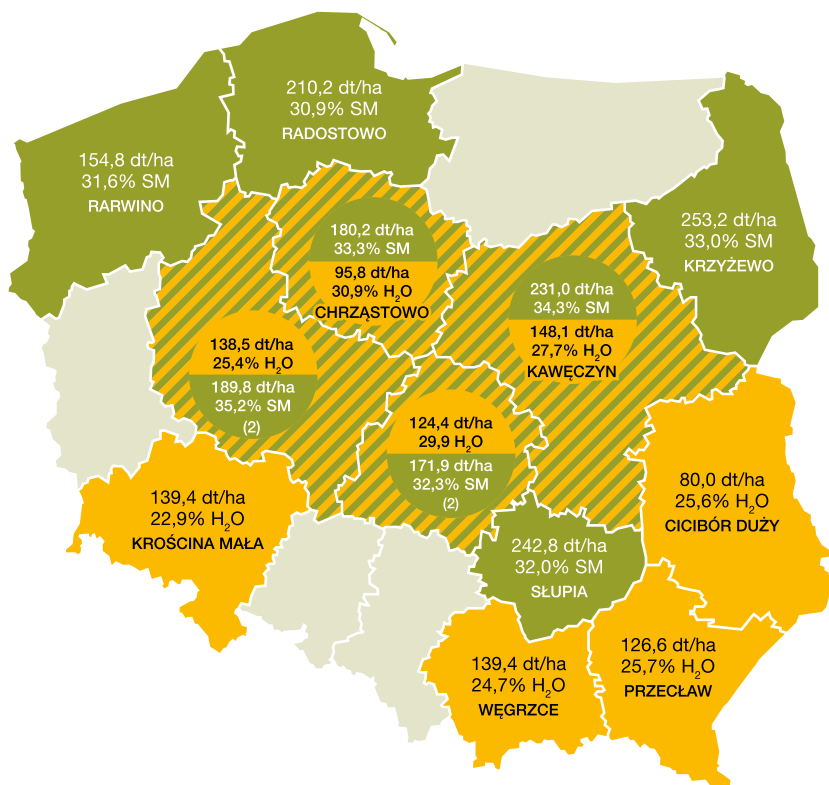 210,2 dt/ha
30,9% SM
RADOSTOWO
154,8 dt/ha
31,6% SM
RARWINO
253,2 dt/ha
33,0% SM
KRZYŻEWO
180,2 dt/ha
33,3% SM
95,8 dt/ha
30,9% H₂O
CHRZĄSTOWO
231,0 dt/ha
34,3% SM
148,1 dt/ha
27,7% H₂O
KAWĘCZYN
138,5 dt/ha
25,4% H₂O
189,8 dt/ha
35,2% SM
(2)
124,4 dt/ha
29,9 H₂O
171,9 dt/ha
32,3% SM
(2)
139,4 dt/ha
22,9% H₂O
KROŚCINA MAŁA
80,0 dt/ha
25,6% H₂O
CICIBÓR DUŻY
242,8 dt/ha
32,0% SM
SŁUPIA
139,4 dt/ha
24,7% H₂O
WĘGRZCE
126,6 dt/ha
25,7% H₂O
PRZECŁAW